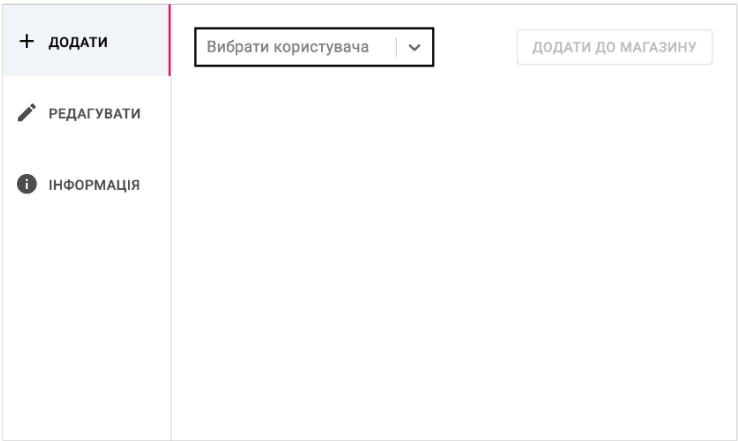 ДОДАТИ
Вибрати користувача
ДОДАТИ ДО МАГАЗИНУ
РЕДАГУВАТИ
ІНФОРМАЦІЯ